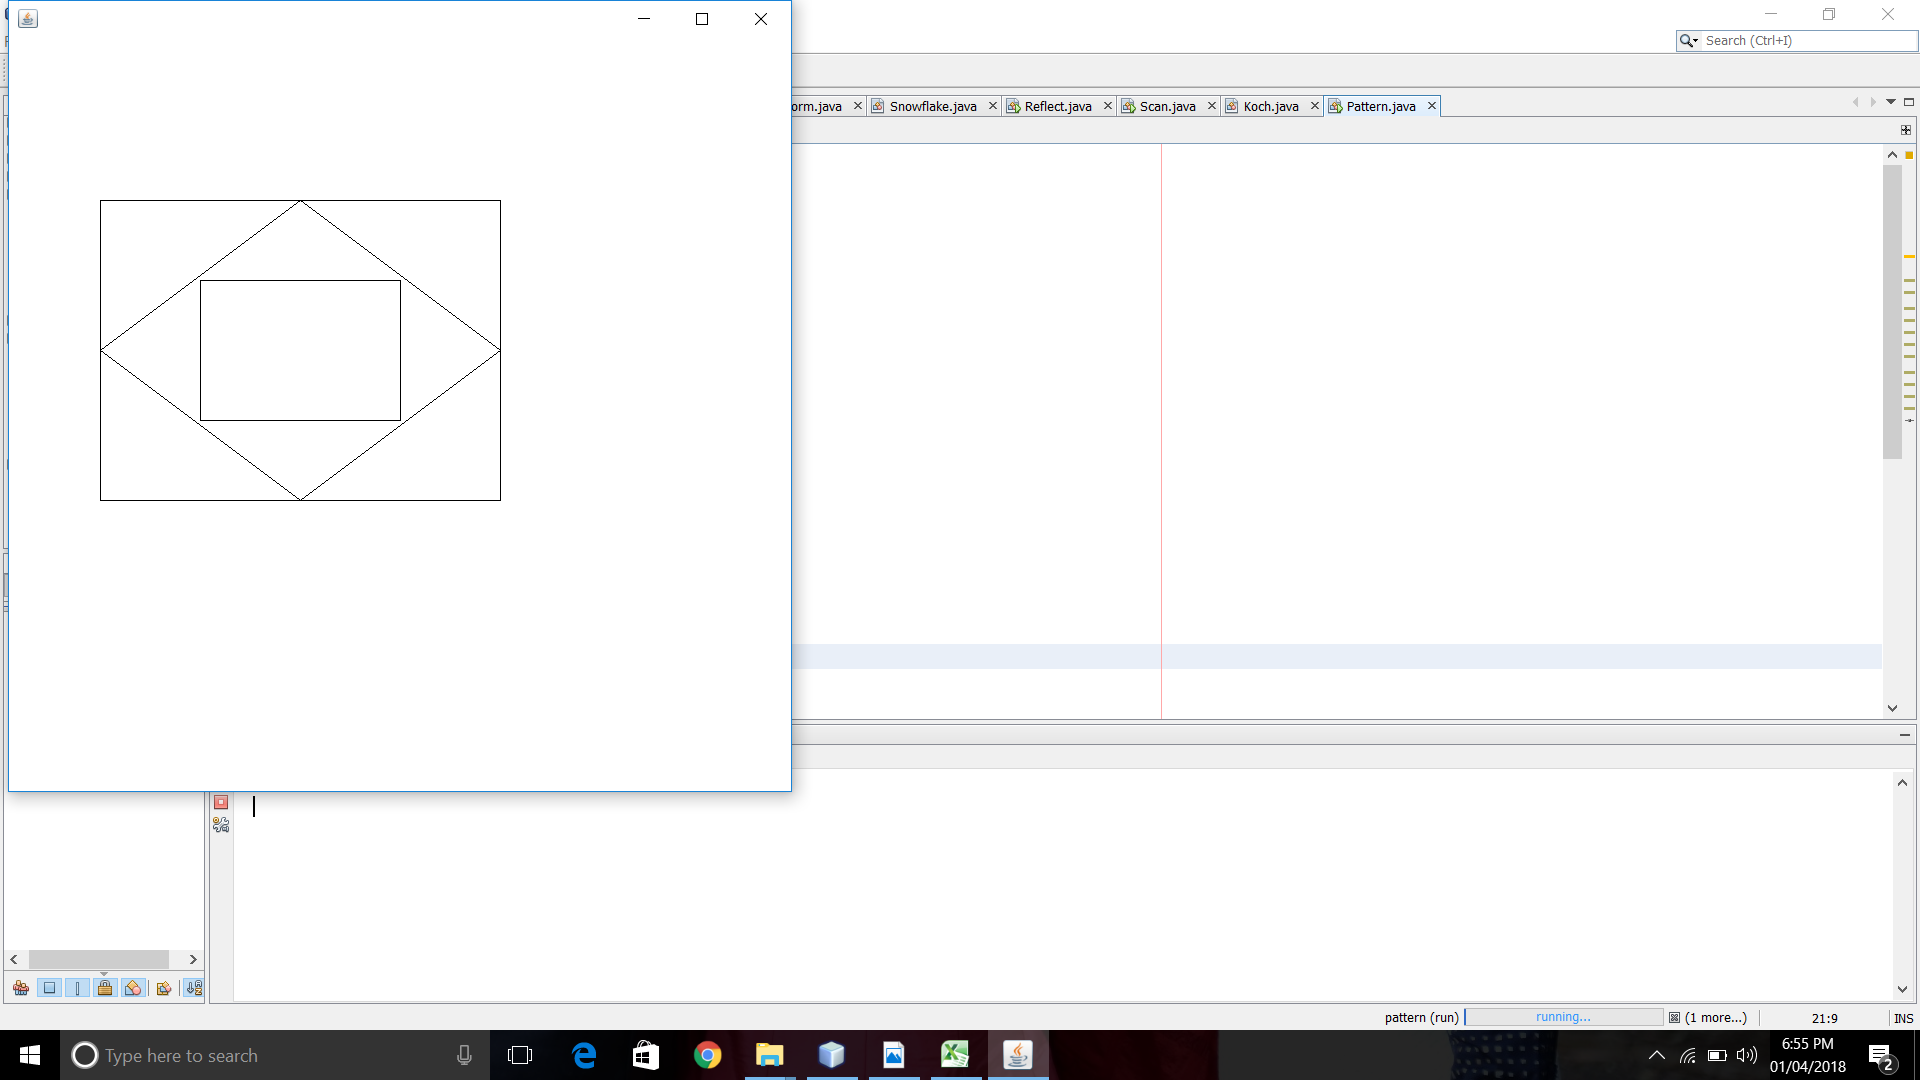 Search (Ctrl+I)
orm.java Snowflake.java Reflect.java Scan.java Koch.java Pattern.java
pattern (run) running... (1 more...) 21:9 INS
Type here to search
6:55 PM
01/04/2018
2